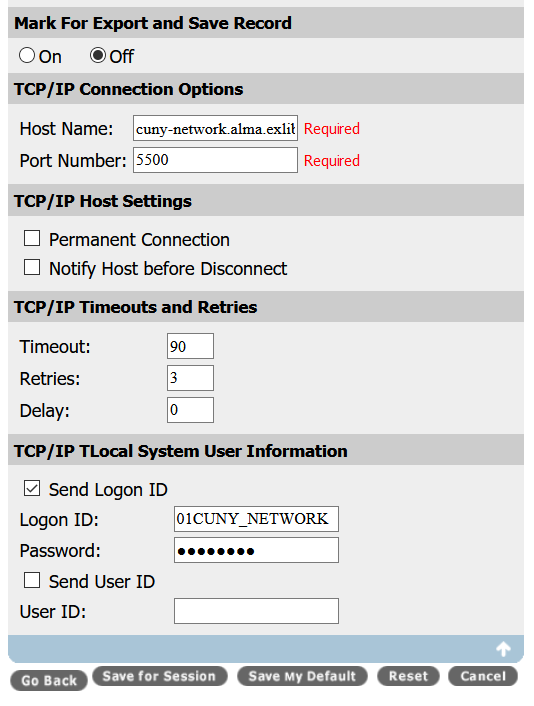 Mark For Export and Save Record
On Off
TCP/IP Connection Options
Host Name: cuny-network.alma.exlib Required
Port Number: 5500 Required
TCP/IP Host Settings
Permanent Connection
Notify Host before Disconnect
TCP/IP Timeouts and Retries
Timeout: 90
Retries: 3
Delay: 0
TCP/IP TLocal System User Information
Send Logon ID
Logon ID: 01CUNY_NETWORK
Password: ●●●●●●●●
Send User ID
User ID:
Go Back Save for Session Save My Default Reset Cancel